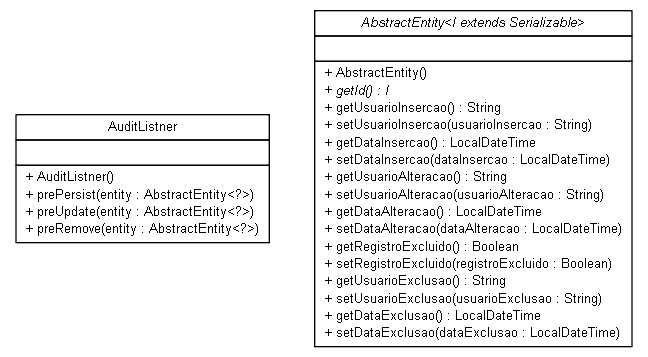 AuditListner
+ AuditListner()
+ prePersist(entity : AbstractEntity<?>)
+ preUpdate(entity : AbstractEntity<?>)
+ preRemove(entity : AbstractEntity<?>)
AbstractEntity<I extends Serializable>
+ AbstractEntity()
+ getId() : I
+ getUsuarioInsercao() : String
+ setUsuarioInsercao(usuarioInsercao : String)
+ getDataInsercao() : LocalDateTime
+ setDataInsercao(dataInsercao : LocalDateTime)
+ getUsuarioAlteracao() : String
+ setUsuarioAlteracao(usuarioAlteracao : String)
+ getDataAlteracao() : LocalDateTime
+ setDataAlteracao(dataAlteracao : LocalDateTime)
+ getRegistroExcluido() : Boolean
+ setRegistroExcluido(registroExcluido : Boolean)
+ getUsuarioExclusao() : String
+ setUsuarioExclusao(usuarioExclusao : String)
+ getDataExclusao() : LocalDateTime
+ setDataExclusao(dataExclusao : LocalDateTime)